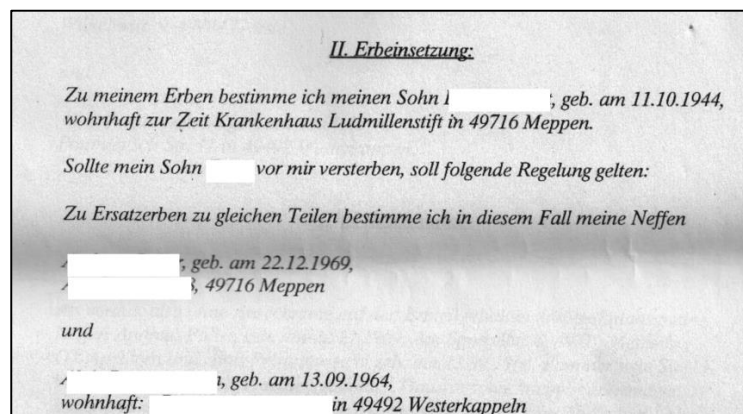 II. Erbeinsetzung:
Zu meinem Erben bestimme ich meinen Sohn , geb. am 11.10.1944,
wohnhaft zur Zeit Krankenhaus Ludmillenstift in 49716 Meppen.
Sollte mein Sohn vor mir versterben, soll folgende Regelung gelten:
Zu Ersatzerben zu gleichen Teilen bestimme ich in diesem Fall meine Neffen
, geb. am 22.12.1969,
, 49716 Meppen
und
, geb. am 13.09.1964,
wohnhaft: in 49492 Westerkappeln